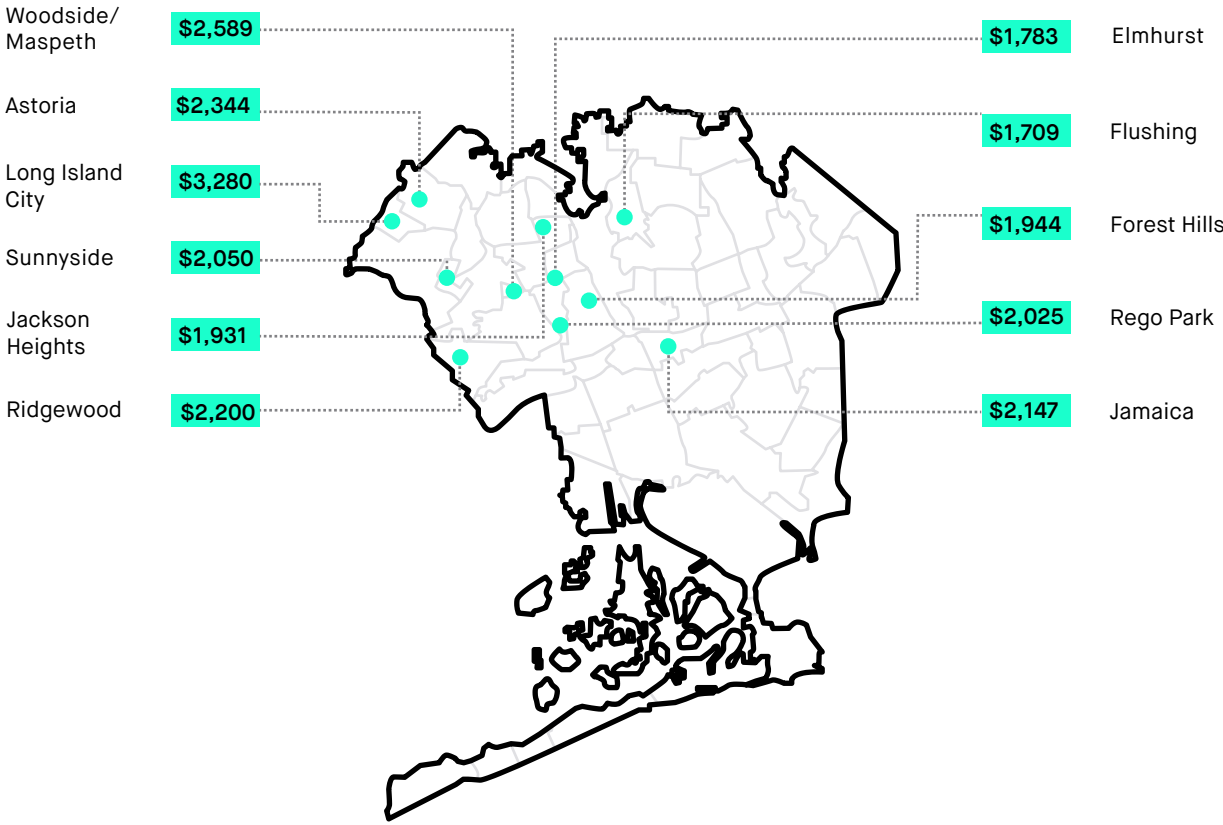 Woodside/
Maspeth
$2,589
Astoria
$2,344
Long Island
City
$3,280
Sunnyside
$2,050
Jackson
Heights
$1,931
Ridgewood
$2,200
$1,783
Elmhurst
$1,709
Flushing
$1,944
Forest Hills
$2,025
Rego Park
$2,147
Jamaica